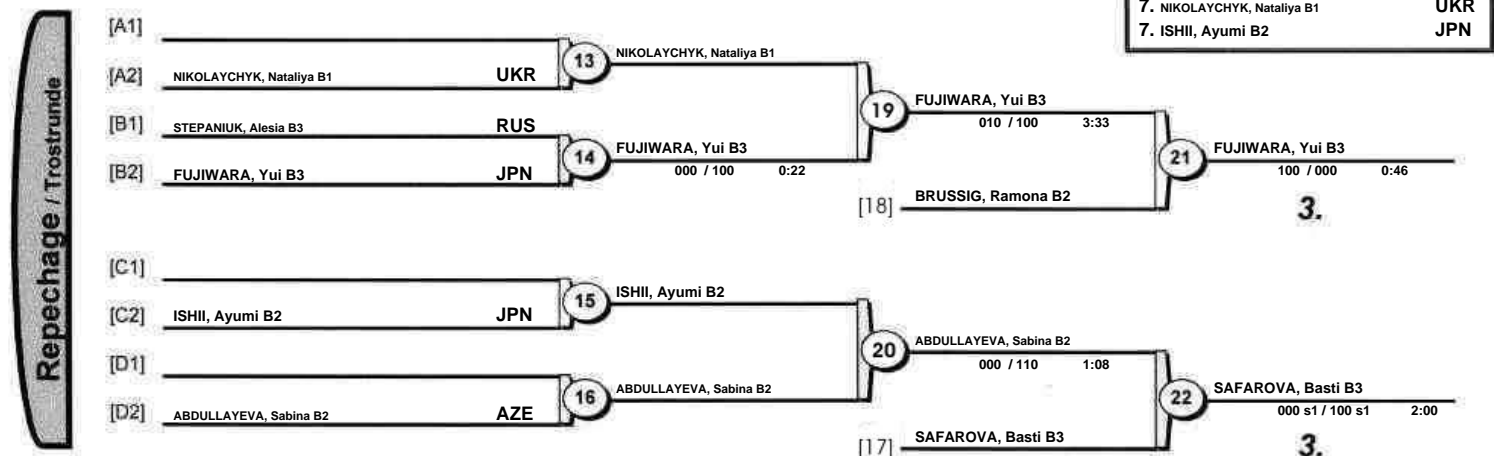 7. NIKOLAYCHYK, Nataliya B1 UKR
7. ISHII, Ayumi B2 JPN
Repechage / Trostrunde
[A1]
[A2] NIKOLAYCHYK, Nataliya B1 UKR
13 NIKOLAYCHYK, Nataliya B1
[B1] STEPANIUK, Alesia B3 RUS
[B2] FUJIWARA, Yui B3 JPN
14 FUJIWARA, Yui B3
000 / 100 0:22
19 FUJIWARA, Yui B3
010 / 100 3:33
[18] BRUSSIG, Ramona B2
21 FUJIWARA, Yui B3
100 / 000 0:46
3.
[C1]
[C2] ISHII, Ayumi B2 JPN
15 ISHII, Ayumi B2
[D1]
[D2] ABDULLAYEVA, Sabina B2 AZE
16 ABDULLAYEVA, Sabina B2
20 ABDULLAYEVA, Sabina B2
000 / 110 1:08
[17] SAFAROVA, Basti B3
22 SAFAROVA, Basti B3
000 s1 / 100 s1 2:00
3.